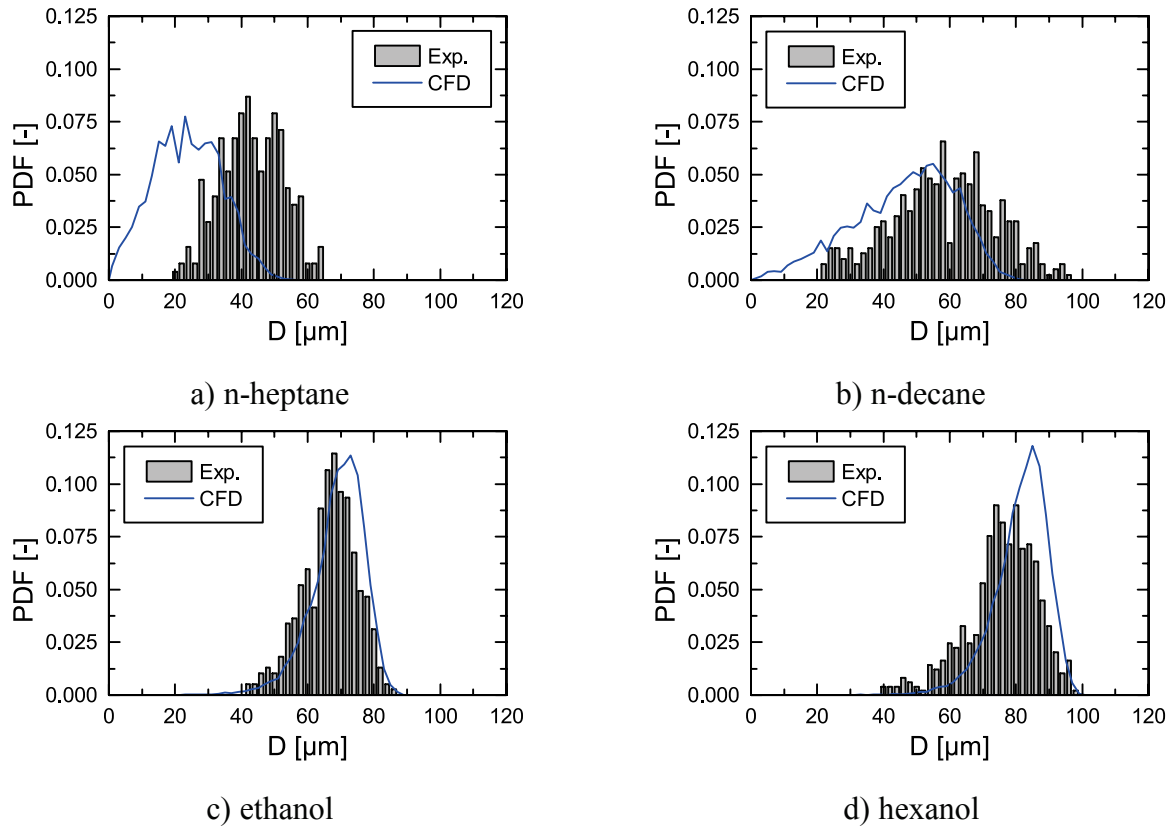 0.125
0.100
0.075
0.050
0.025
0.000
PDF [-]
Exp.
CFD
0 20 40 60 80 100 120
D [µm]
a) n-heptane
0.125
0.100
0.075
0.050
0.025
0.000
PDF [-]
Exp.
CFD
0 20 40 60 80 100 120
D [µm]
b) n-decane
0.125
0.100
0.075
0.050
0.025
0.000
PDF [-]
Exp.
CFD
0 20 40 60 80 100 120
D [µm]
c) ethanol
0.125
0.100
0.075
0.050
0.025
0.000
PDF [-]
Exp.
CFD
0 20 40 60 80 100 120
D [µm]
d) hexanol